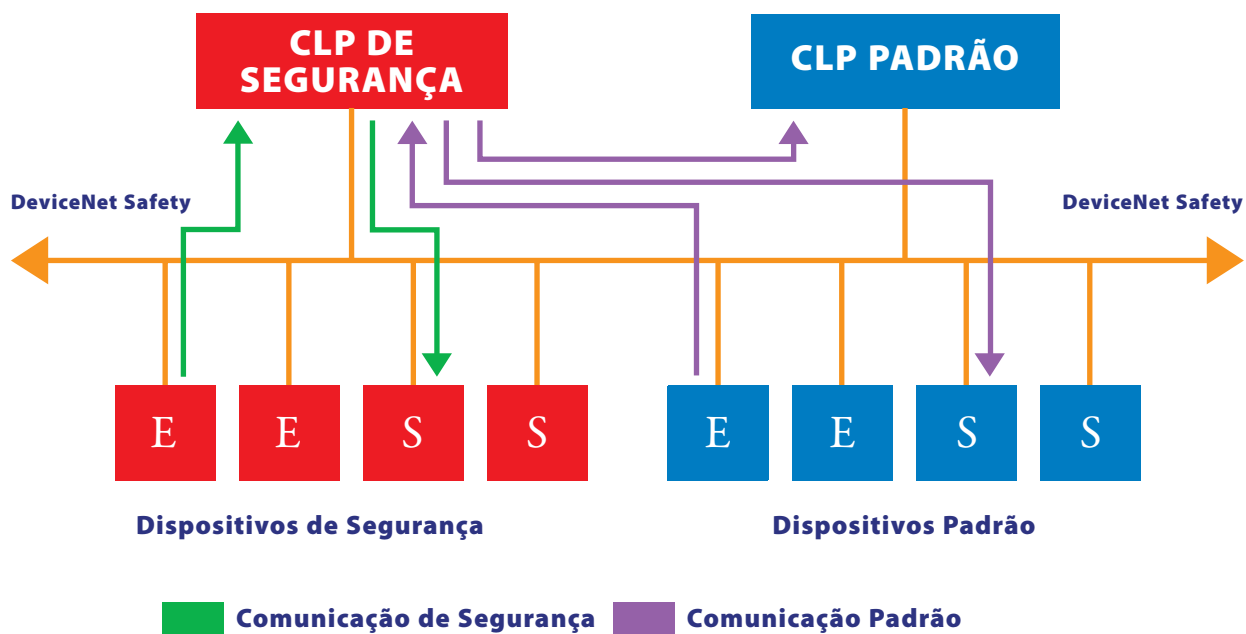 CLP DE
SEGURANÇA
CLP PADRÃO
DeviceNet Safety
DeviceNet Safety
E
E
S
S
E
E
S
S
Dispositivos de Segurança
Dispositivos Padrão
Comunicação de Segurança
Comunicação Padrão